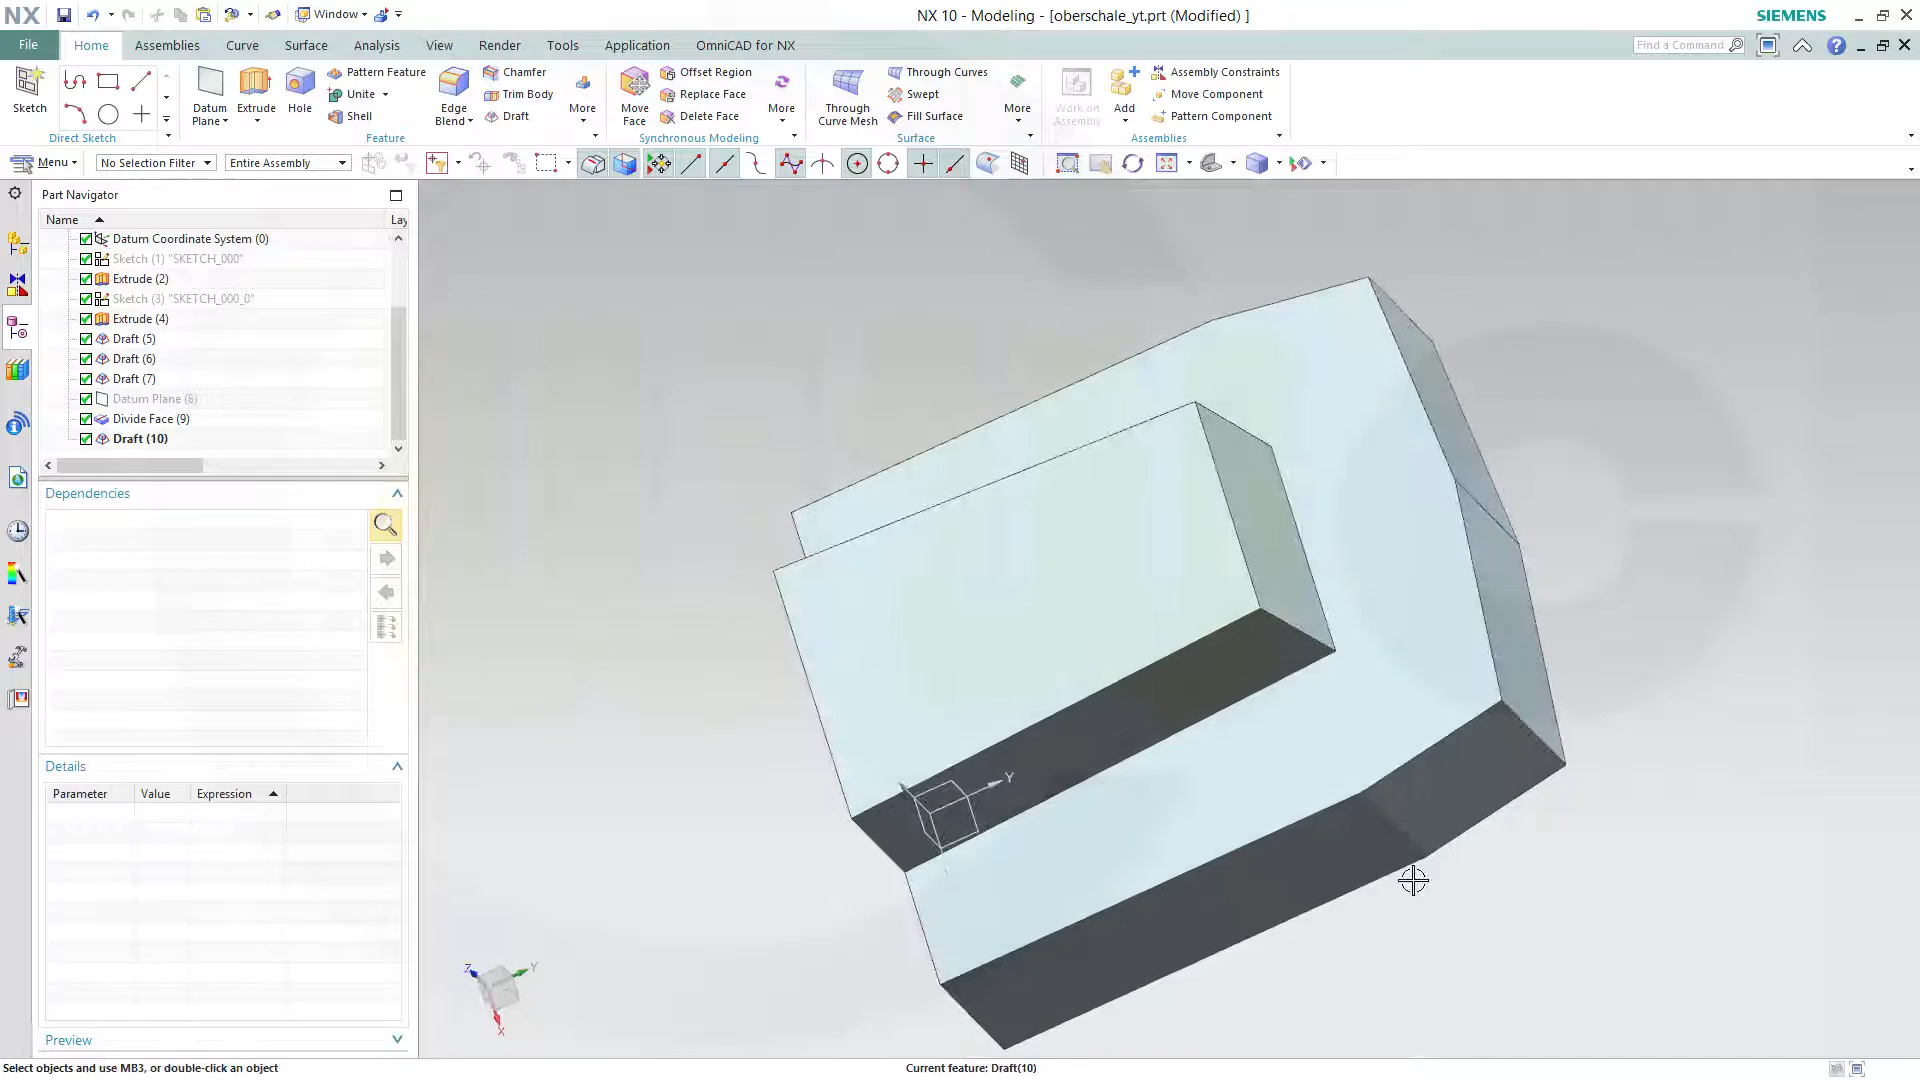 NX
Window
NX 10 - Modeling - [oberschale_yt.prt (Modified) ]
SIEMENS
File
Home
Assemblies
Curve
Surface
Analysis
View
Render
Tools
Application
OmniCAD for NX
Find a Command
Sketch
Direct Sketch
Datum Plane
Extrude
Hole
Pattern Feature
Unite
Shell
Edge Blend
Chamfer
Trim Body
Draft
More
Feature
Move Face
Offset Region
Replace Face
Delete Face
More
Synchronous Modeling
Through Curve Mesh
Through Curves
Swept
Fill Surface
More
Surface
Work on Assembly
Add
Assembly Constraints
Move Component
Pattern Component
Assemblies
Menu
No Selection Filter
Entire Assembly
Part Navigator
Name
Lay
Datum Coordinate System (0)
Sketch (1) "SKETCH_000"
Extrude (2)
Sketch (3) "SKETCH_000_0"
Extrude (4)
Draft (5)
Draft (6)
Draft (7)
Datum Plane (8)
Divide Face (9)
Draft (10)
Dependencies
Details
Parameter
Value
Expression
Preview
Y
Z
Y
X
Select objects and use MB3, or double-click an object
Current feature: Draft(10)